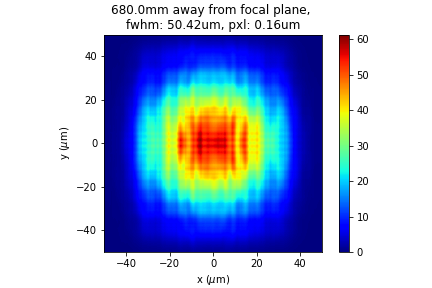 680.0mm away from focal plane,
fwhm: 50.42um, pxl: 0.16um
40
20
0
−20
−40
y (μm)
−40 −20 0 20 40
x (μm)
60
50
40
30
20
10
0